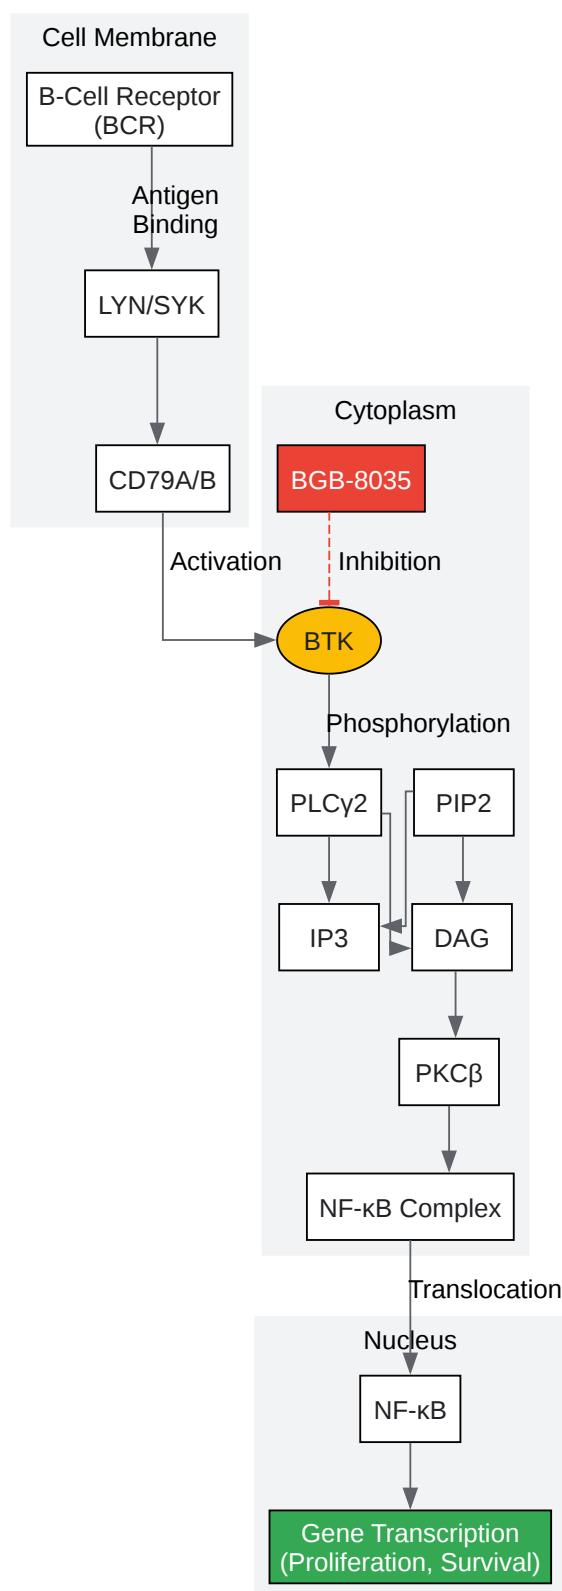 Cell Membrane
B-Cell Receptor
(BCR)
Antigen
Binding
LYN/SYK
CD79A/B
Activation
Cytoplasm
BGB-8035
Inhibition
BTK
Phosphorylation
PLCγ2
PIP2
IP3
DAG
PKCβ
NF-κB Complex
Translocation
Nucleus
NF-κB
Gene Transcription
(Proliferation, Survival)